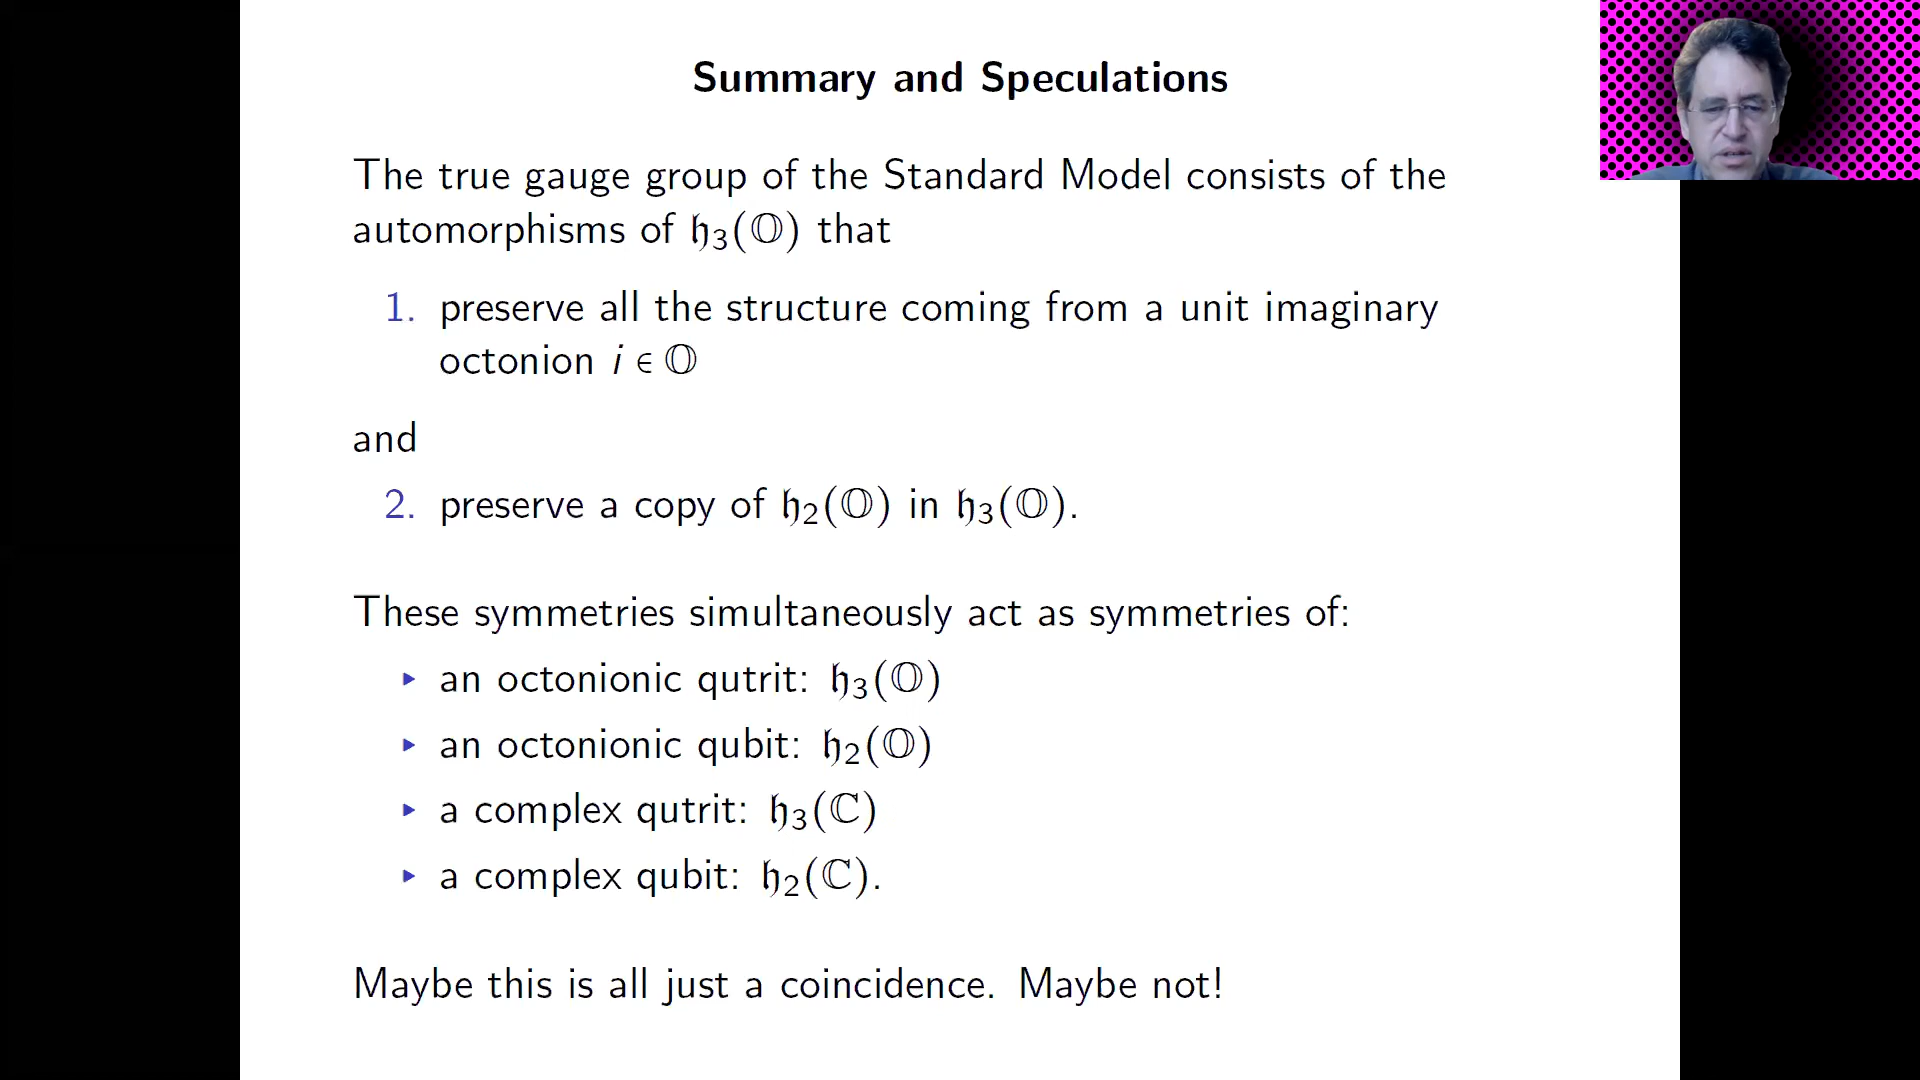 Summary and Speculations
The true gauge group of the Standard Model consists of the
automorphisms of 𝔥₃(𝕆) that
1. preserve all the structure coming from a unit imaginary
octonion i ∈ 𝕆
and
2. preserve a copy of 𝔥₂(𝕆) in 𝔥₃(𝕆).
These symmetries simultaneously act as symmetries of:
▸ an octonionic qutrit: 𝔥₃(𝕆)
▸ an octonionic qubit: 𝔥₂(𝕆)
▸ a complex qutrit: 𝔥₃(ℂ)
▸ a complex qubit: 𝔥₂(ℂ).
Maybe this is all just a coincidence. Maybe not!